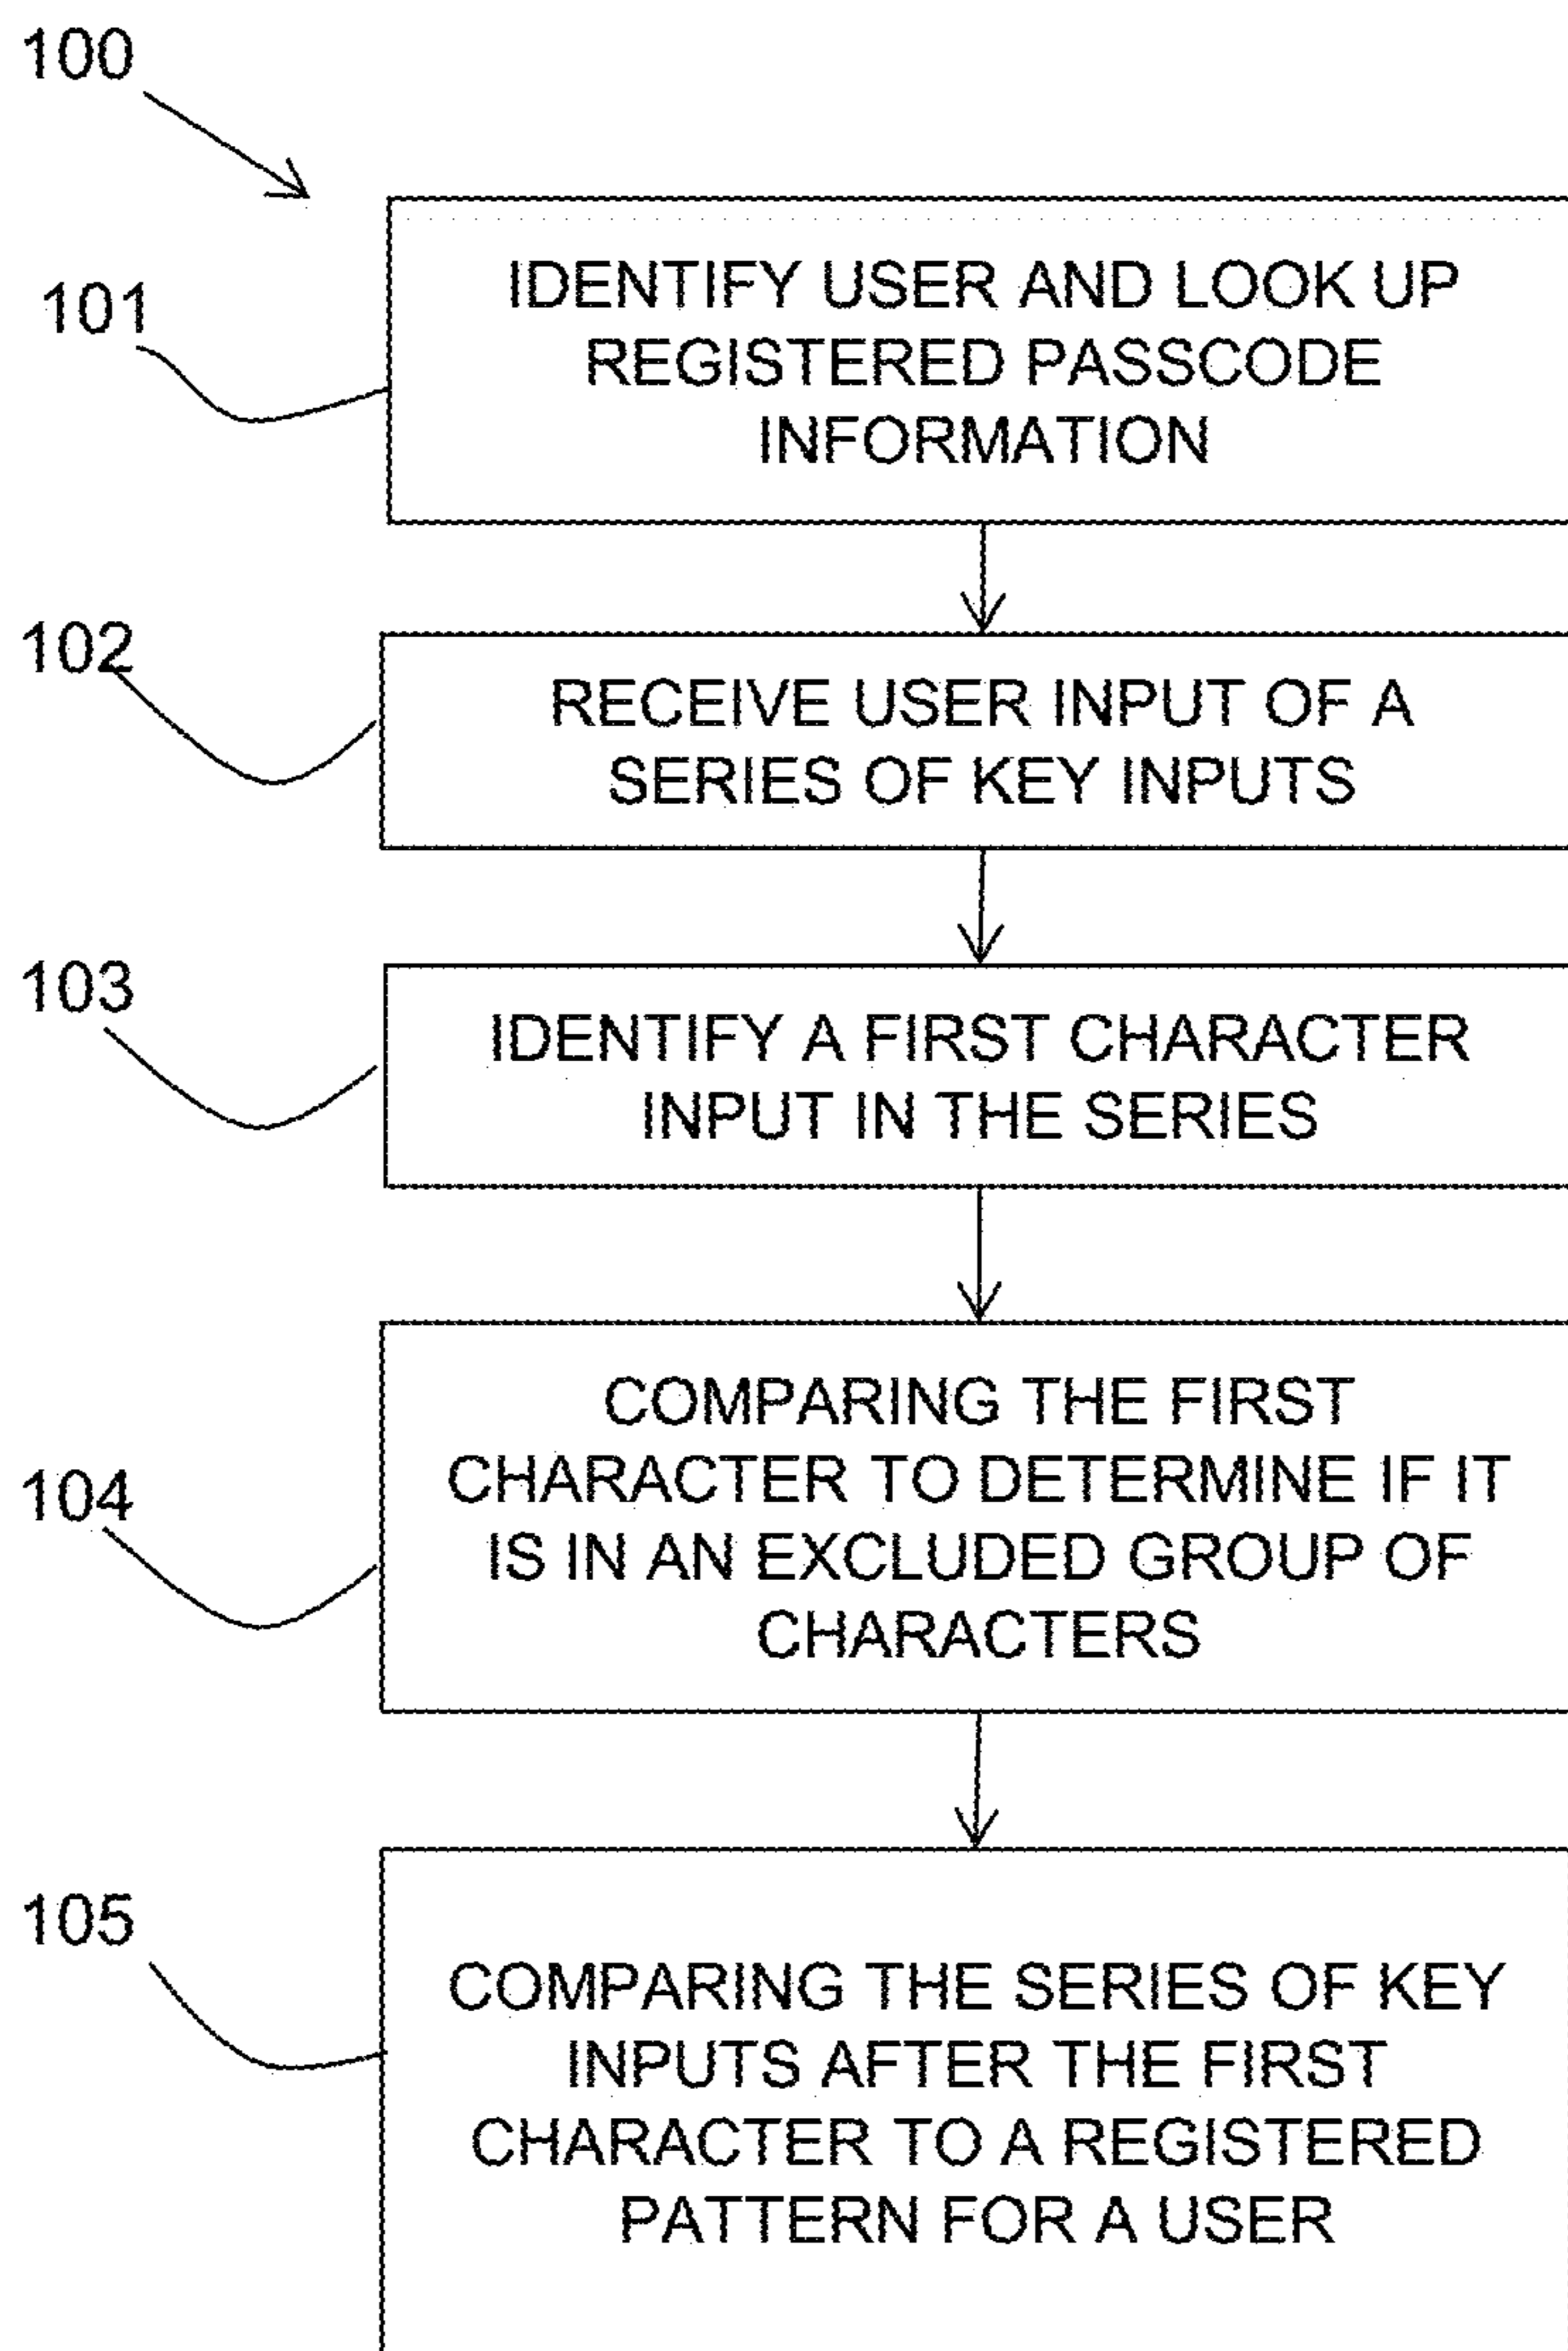 100
101
IDENTIFY USER AND LOOK UP
REGISTERED PASSCODE
INFORMATION
102
RECEIVE USER INPUT OF A
SERIES OF KEY INPUTS
103
IDENTIFY A FIRST CHARACTER
INPUT IN THE SERIES
104
COMPARING THE FIRST
CHARACTER TO DETERMINE IF IT
IS IN AN EXCLUDED GROUP OF
CHARACTERS
105
COMPARING THE SERIES OF KEY
INPUTS AFTER THE FIRST
CHARACTER TO A REGISTERED
PATTERN FOR A USER